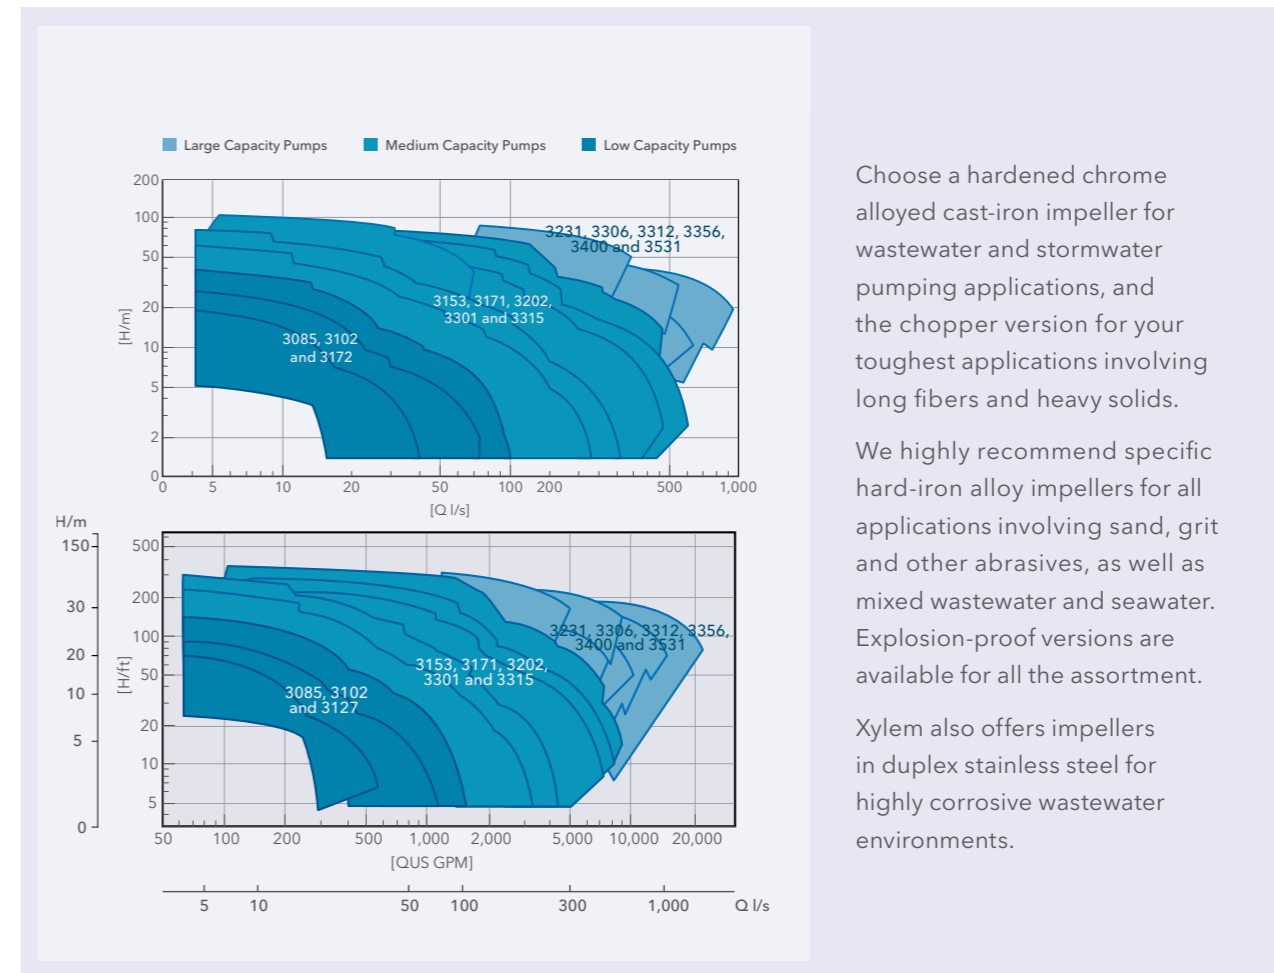 Large Capacity Pumps
Medium Capacity Pumps
Low Capacity Pumps
[H/m]
200
100
50
20
10
5
2
0
3231, 3306, 3312, 3356,
3400 and 3531
3153, 3171, 3202,
3301 and 3315
3085, 3102
and 3172
0 5 10 20 50 100 200 500 1,000
[Q l/s]
H/m
150
30
20
10
5
0
[H/ft]
500
200
100
50
20
10
5
3231, 3306, 3312, 3356,
3400 and 3531
3153, 3171, 3202,
3301 and 3315
3085, 3102
and 3127
50 100 200 500 1,000 2,000 5,000 10,000 20,000
[QUS GPM]
5 10 50 100 300 1,000 Q l/s
Choose a hardened chrome
alloyed cast-iron impeller for
wastewater and stormwater
pumping applications, and
the chopper version for your
toughest applications involving
long fibers and heavy solids.
We highly recommend specific
hard-iron alloy impellers for all
applications involving sand, grit
and other abrasives, as well as
mixed wastewater and seawater.
Explosion-proof versions are
available for all the assortment.
Xylem also offers impellers
in duplex stainless steel for
highly corrosive wastewater
environments.